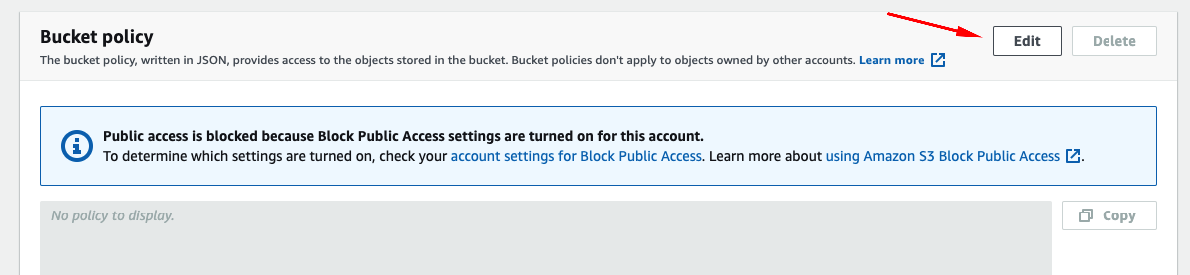 Bucket policy
Edit
Delete
The bucket policy, written in JSON, provides access to the objects stored in the bucket. Bucket policies don't apply to objects owned by other accounts. Learn more
Public access is blocked because Block Public Access settings are turned on for this account.
To determine which settings are turned on, check your account settings for Block Public Access. Learn more about using Amazon S3 Block Public Access.
No policy to display.
Copy